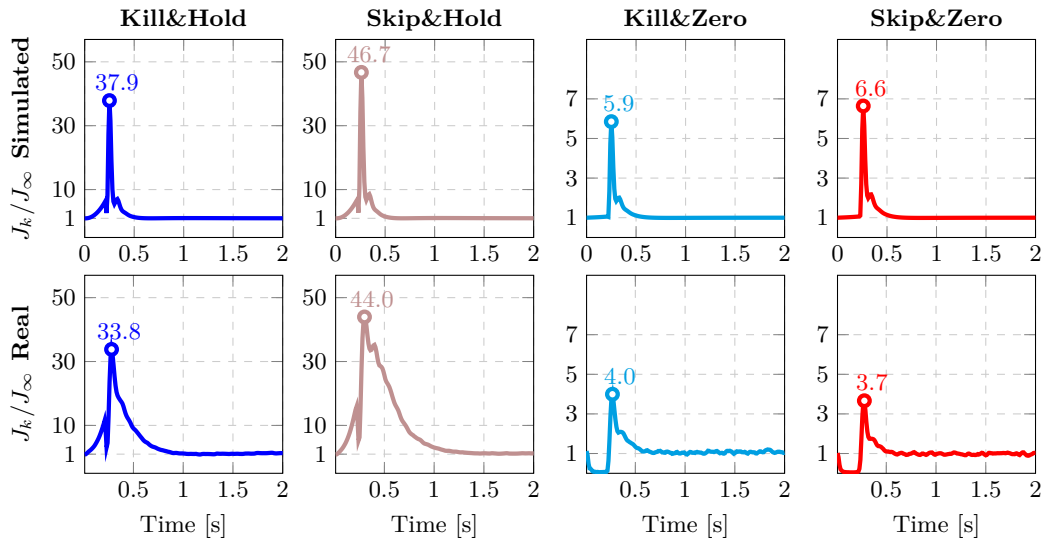 Kill&Hold Skip&Hold Kill&Zero Skip&Zero
J_k/J_∞ Simulated
50 30 10 1
37.9
0 0.5 1 1.5 2
50 30 10 1
46.7
0 0.5 1 1.5 2
7 5 3 1
5.9
0 0.5 1 1.5 2
7 5 3 1
6.6
0 0.5 1 1.5 2
J_k/J_∞ Real
50 30 10 1
33.8
0.5 1 1.5 2
Time [s]
50 30 10 1
44.0
0.5 1 1.5 2
Time [s]
7 5 3 1
4.0
0.5 1 1.5 2
Time [s]
7 5 3 1
3.7
0.5 1 1.5 2
Time [s]